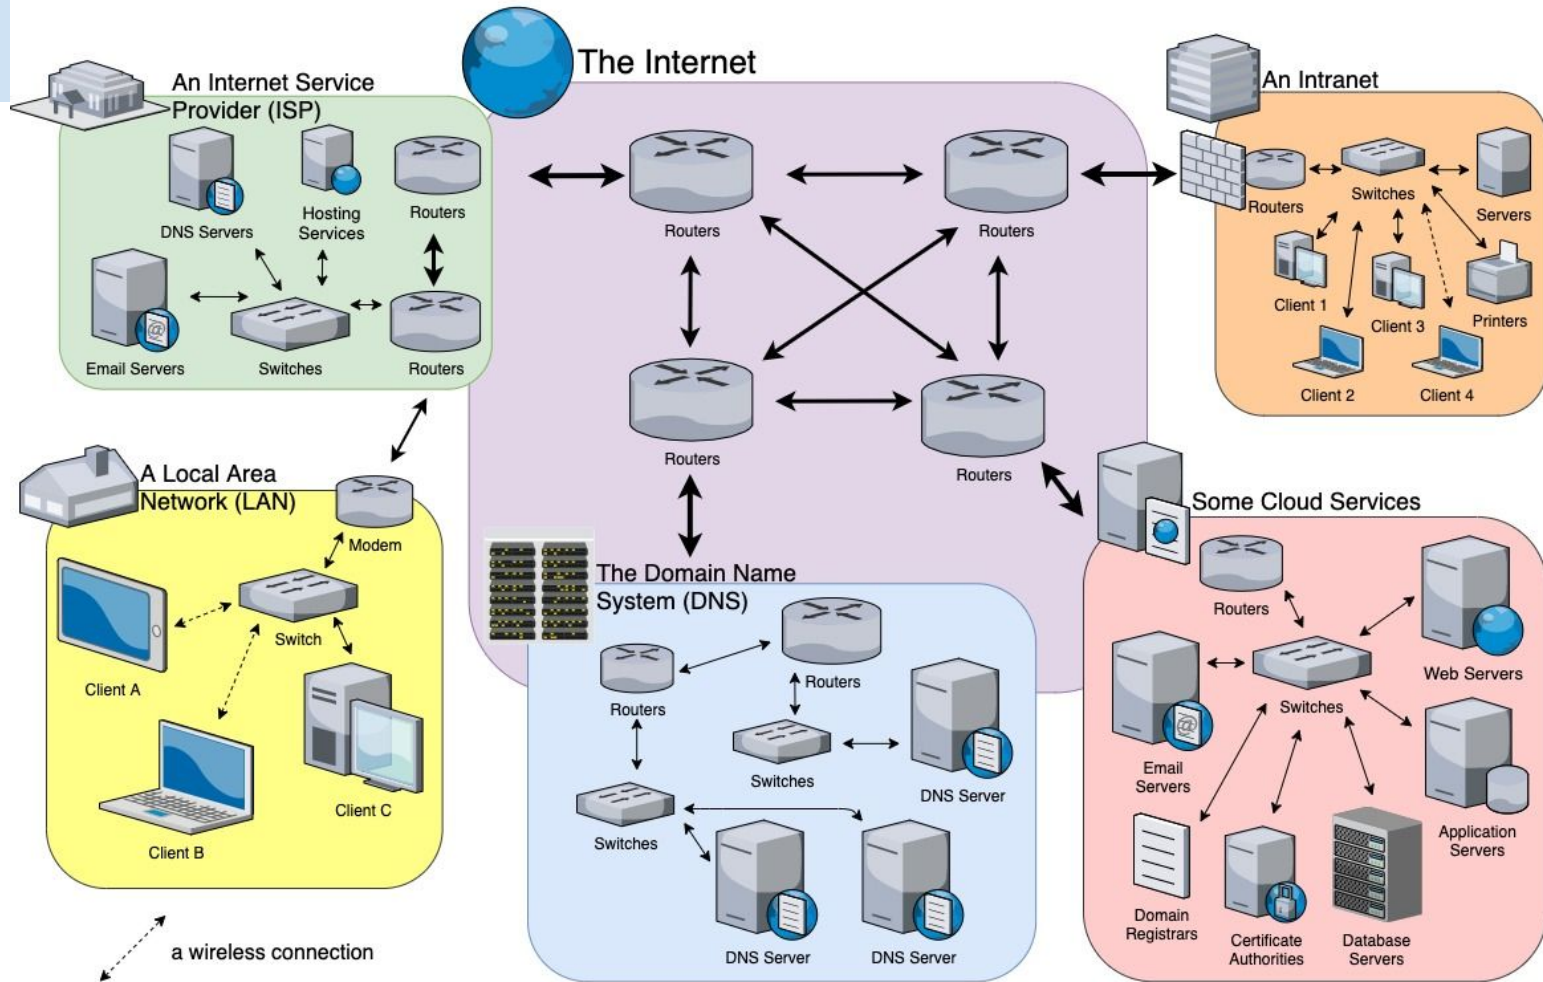 The Internet
An Internet Service
Provider (ISP)
DNS Servers
Hosting
Services
Routers
Email Servers
Switches
Routers
Routers
Routers
Routers
Routers
An Intranet
Routers
Switches
Servers
Client 1
Client 3
Printers
Client 2
Client 4
A Local Area
Network (LAN)
Modem
Switch
Client A
Client B
Client C
a wireless connection
The Domain Name
System (DNS)
Routers
Routers
Switches
DNS Server
Switches
DNS Server
DNS Server
Some Cloud Services
Routers
Web Servers
Switches
Email
Servers
@
@
Application
Servers
Domain
Registrars
Certificate
Authorities
Database
Servers